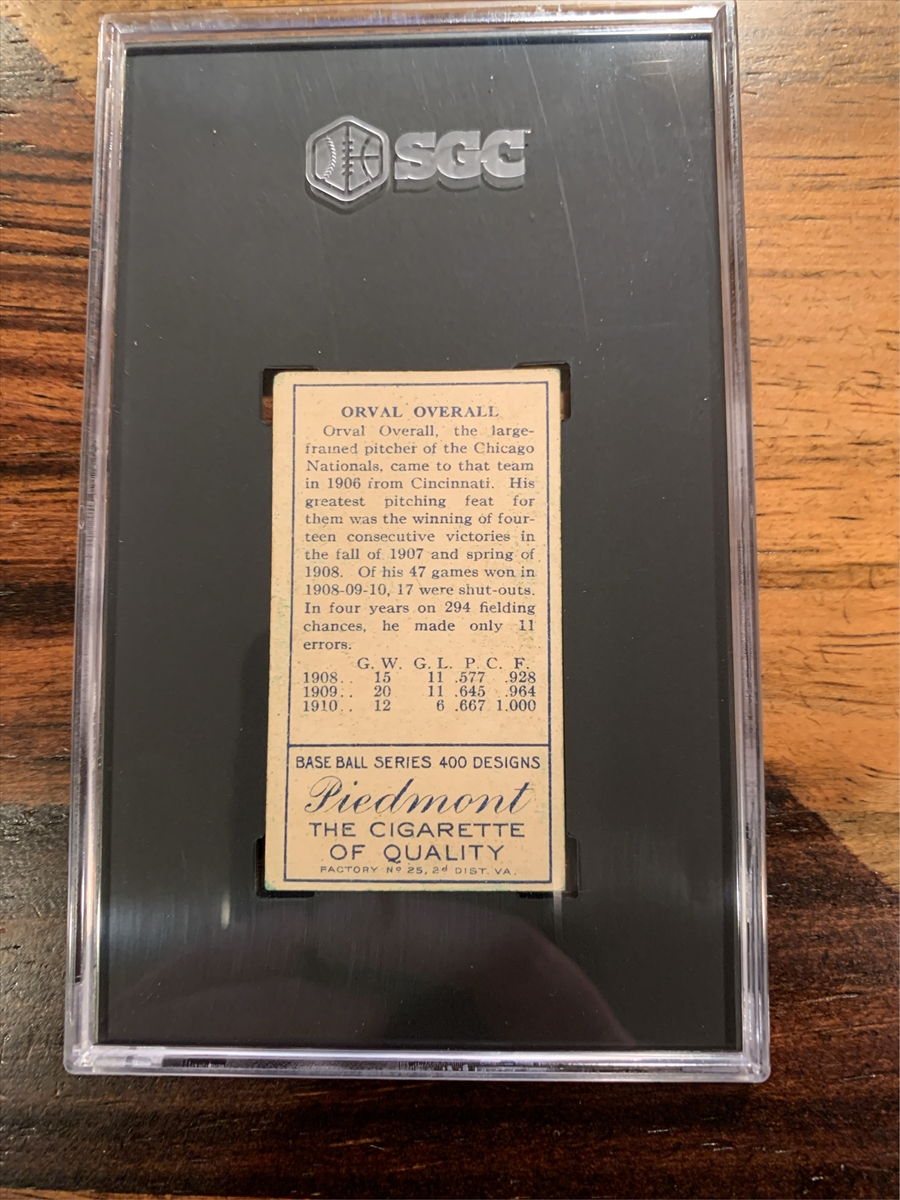 SGC
ORVAL OVERALL
Orval Overall, the large-
framed pitcher of the Chicago
Nationals, came to that team
in 1906 from Cincinnati. His
greatest pitching feat for
them was the winning of four-
teen consecutive victories in
the fall of 1907 and spring of
1908. Of his 47 games won in
1908-09-10, 17 were shut-outs.
In four years on 294 fielding
chances, he made only 11
errors.
G. W. G. L. P. C. F.
1908.. 15 11 .577 .928
1909.. 20 11 .645 .964
1910.. 12 6 .667 1.000
BASE BALL SERIES 400 DESIGNS
Piedmont
THE CIGARETTE
OF QUALITY
FACTORY Nº 25, 2d DIST. VA.